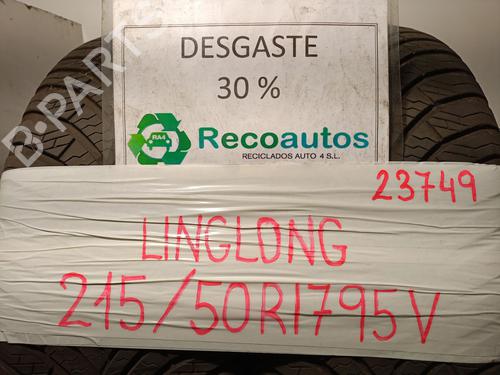 DESGASTE
30 %
RA4
Recoautos
RECICLADOS AUTO 4 S.L.
B-PARTS
23749
LINGLONG
215/50R1795V